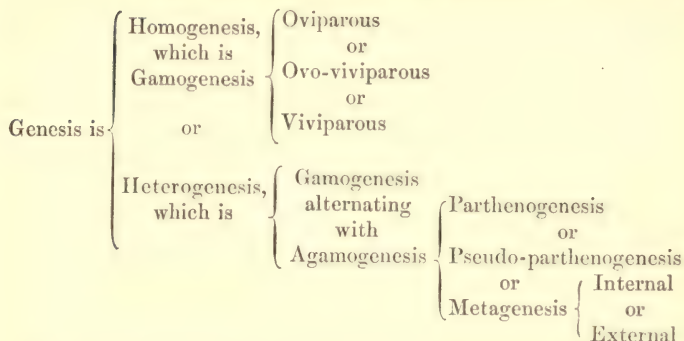 Genesis is
Homogenesis,
which is
Gamogenesis
or
Heterogenesis,
which is
Oviparous
or
Ovo-viviparous
or
Viviparous
Gamogenesis
alternating
with
Agamogenesis
Parthenogenesis
or
Pseudo-parthenogenesis
or
Metagenesis
Internal
or
External